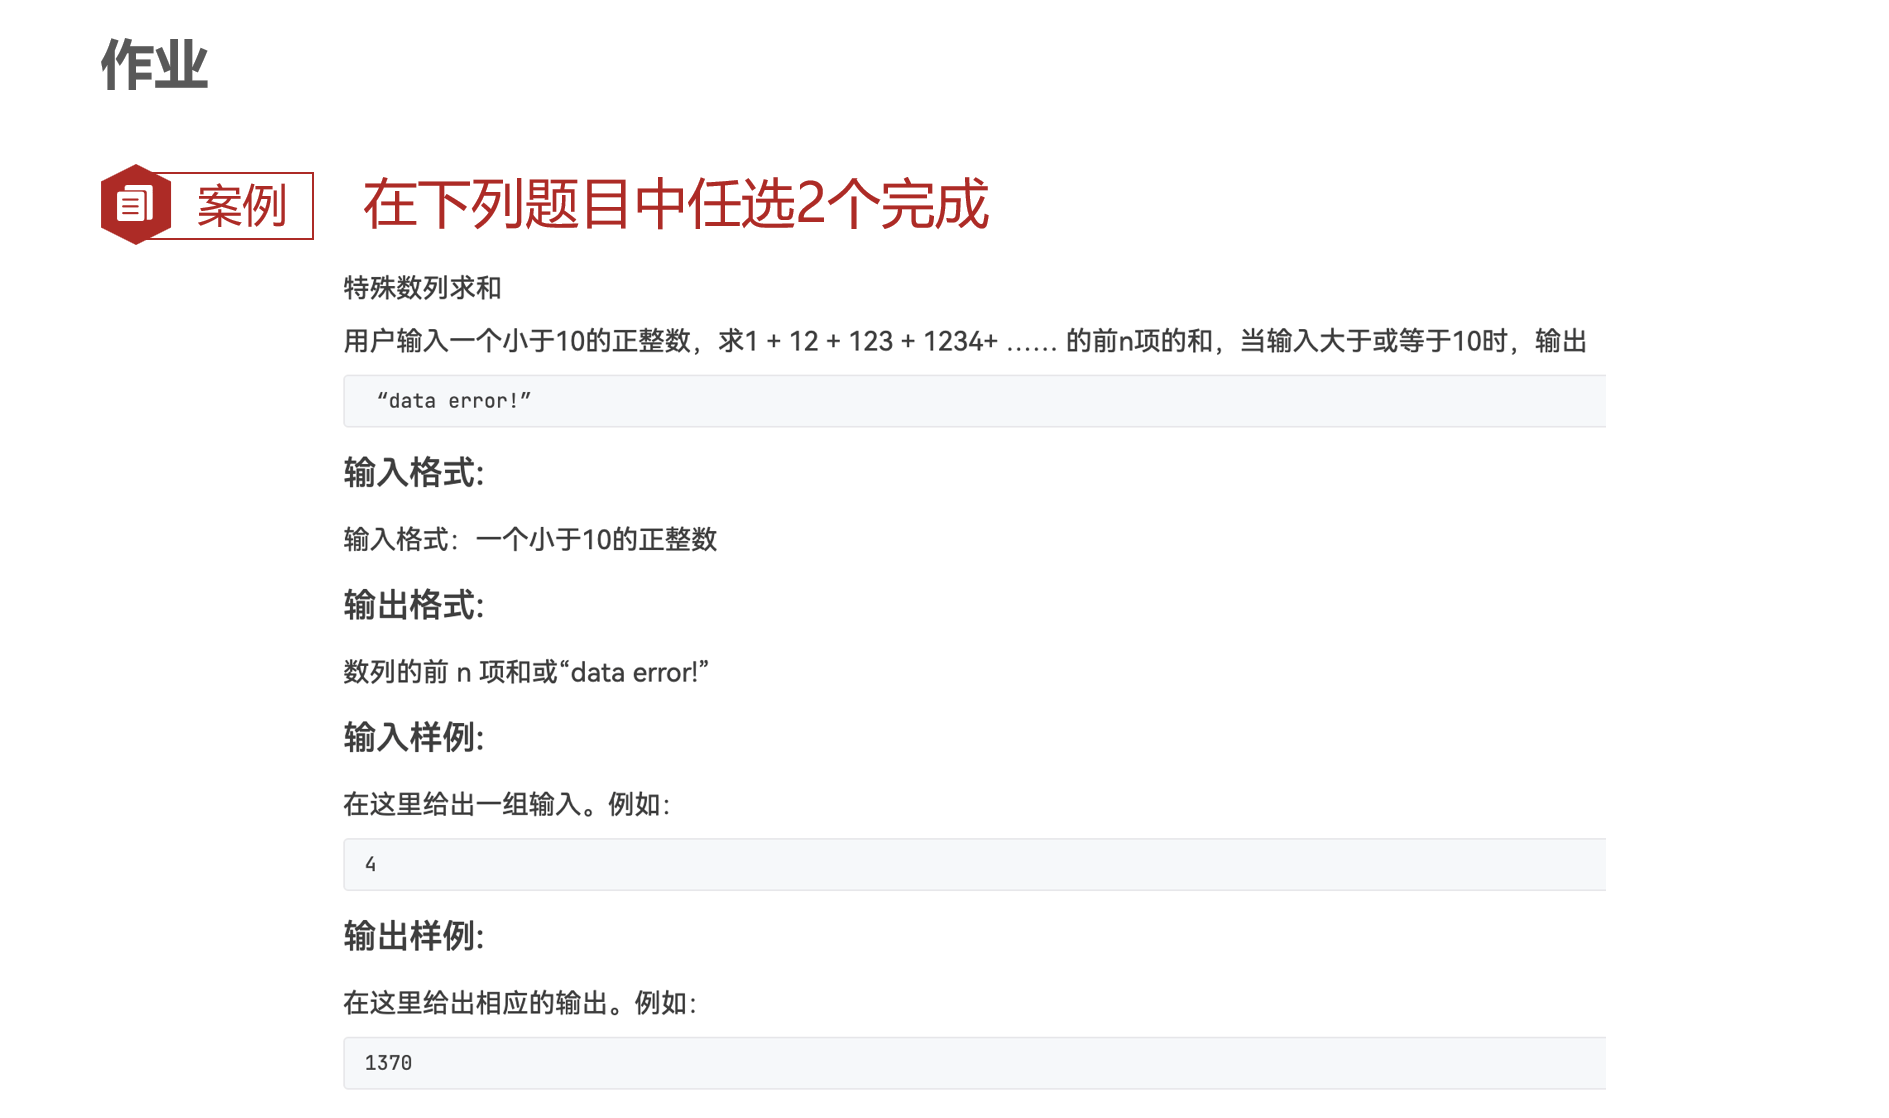 作业
案例
在下列题目中任选2个完成
特殊数列求和
用户输入一个小于10的正整数，求1 + 12 + 123 + 1234+ …… 的前n项的和，当输入大于或等于10时，输出
“data error!”
输入格式:
输入格式：一个小于10的正整数
输出格式:
数列的前 n 项和或“data error!”
输入样例:
在这里给出一组输入。例如：
4
输出样例:
在这里给出相应的输出。例如：
1370